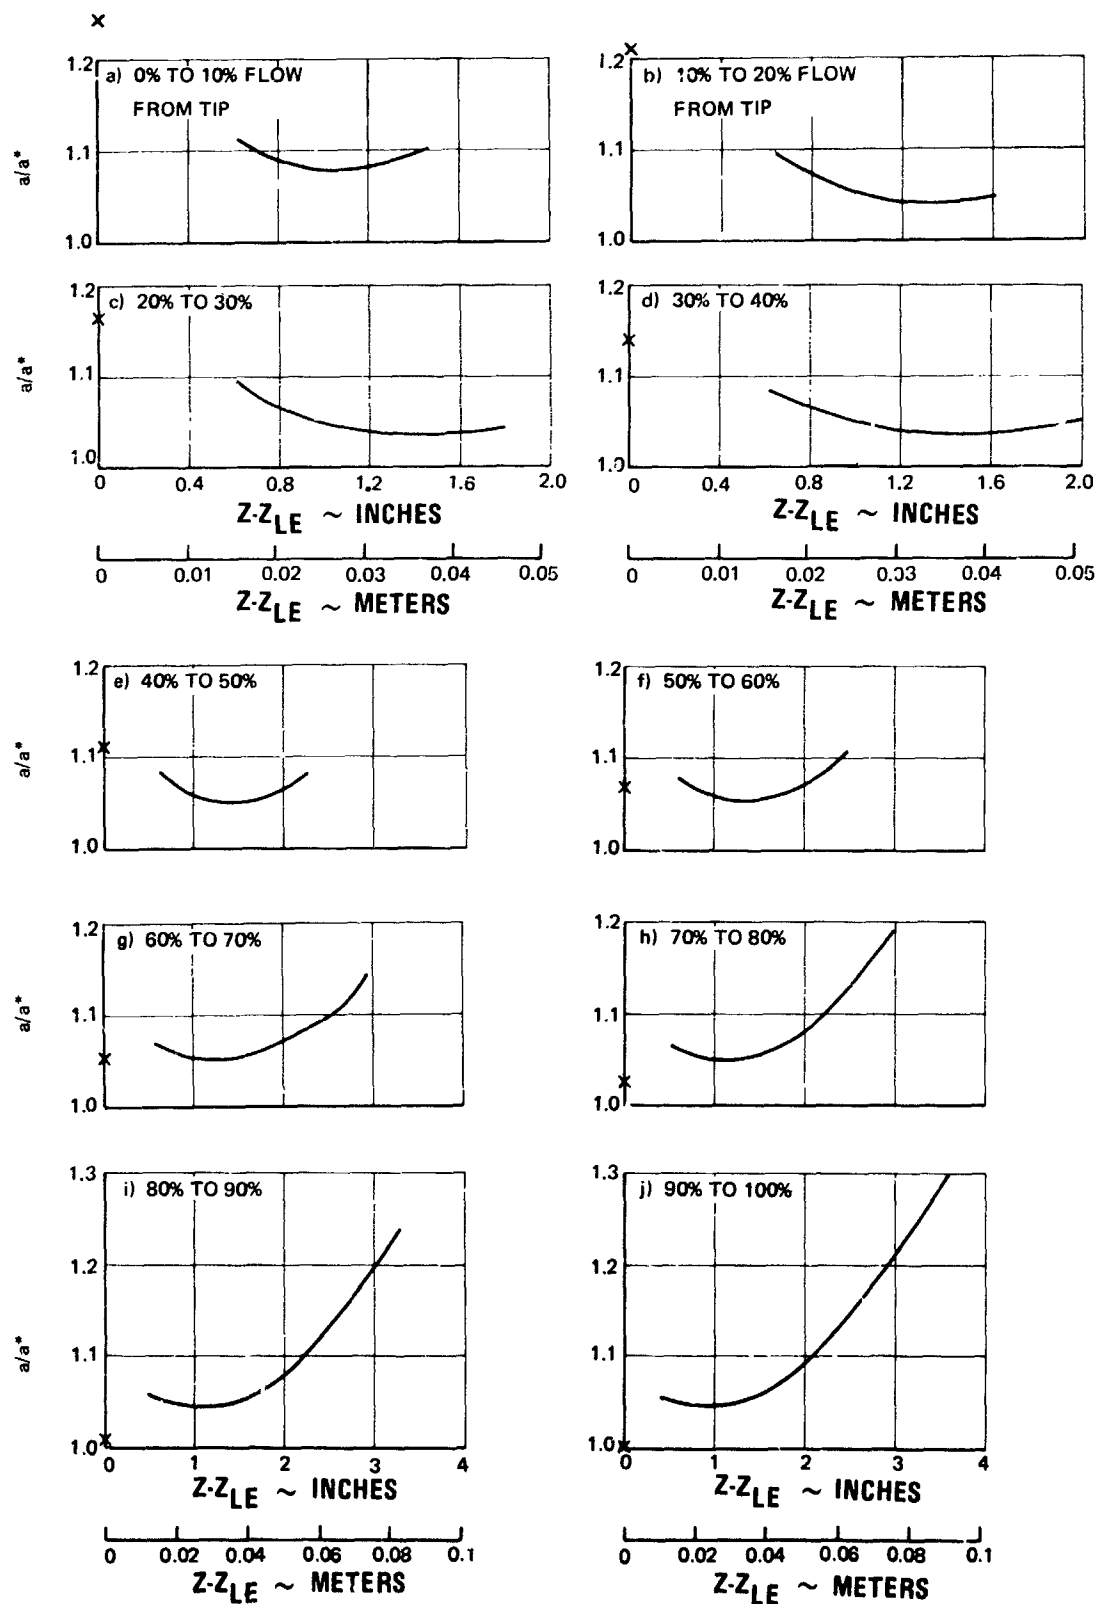 a) 0% TO 10% FLOW
FROM TIP
1.2
1.1
1.0
a/a*
b) 10% TO 20% FLOW
FROM TIP
1.2
1.1
1.0
c) 20% TO 30%
1.2
1.1
1.0
a/a*
0 0.4 0.8 1.2 1.6 2.0
Z-ZLE ~ INCHES
0 0.01 0.02 0.03 0.04 0.05
Z-ZLE ~ METERS
d) 30% TO 40%
1.2
1.1
1.0
0 0.4 0.8 1.2 1.6 2.0
Z-ZLE ~ INCHES
0 0.01 0.02 0.03 0.04 0.05
Z-ZLE ~ METERS
e) 40% TO 50%
1.2
1.1
1.0
a/a*
f) 50% TO 60%
1.2
1.1
1.0
g) 60% TO 70%
1.2
1.1
1.0
a/a*
h) 70% TO 80%
1.2
1.1
1.0
i) 80% TO 90%
1.3
1.2
1.1
1.0
a/a*
0 1 2 3 4
Z-ZLE ~ INCHES
0 0.02 0.04 0.06 0.08 0.1
Z-ZLE ~ METERS
j) 90% TO 100%
1.3
1.2
1.1
1.0
0 1 2 3 4
Z-ZLE ~ INCHES
0 0.02 0.04 0.06 0.08 0.1
Z-ZLE ~ METERS